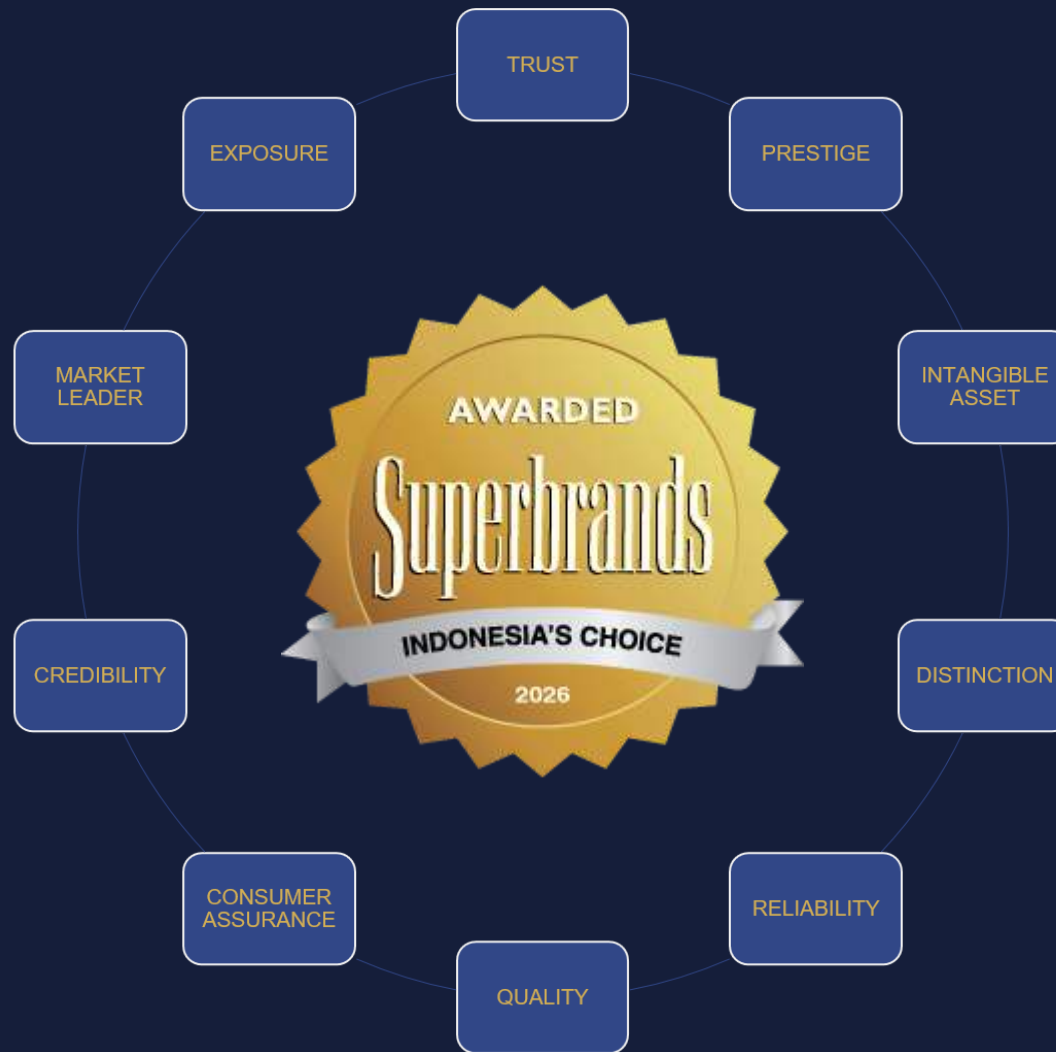 TRUST
PRESTIGE
INTANGIBLE
ASSET
DISTINCTION
RELIABILITY
QUALITY
CONSUMER
ASSURANCE
CREDIBILITY
MARKET
LEADER
EXPOSURE
AWARDED
Superbrands
INDONESIA'S CHOICE
2026